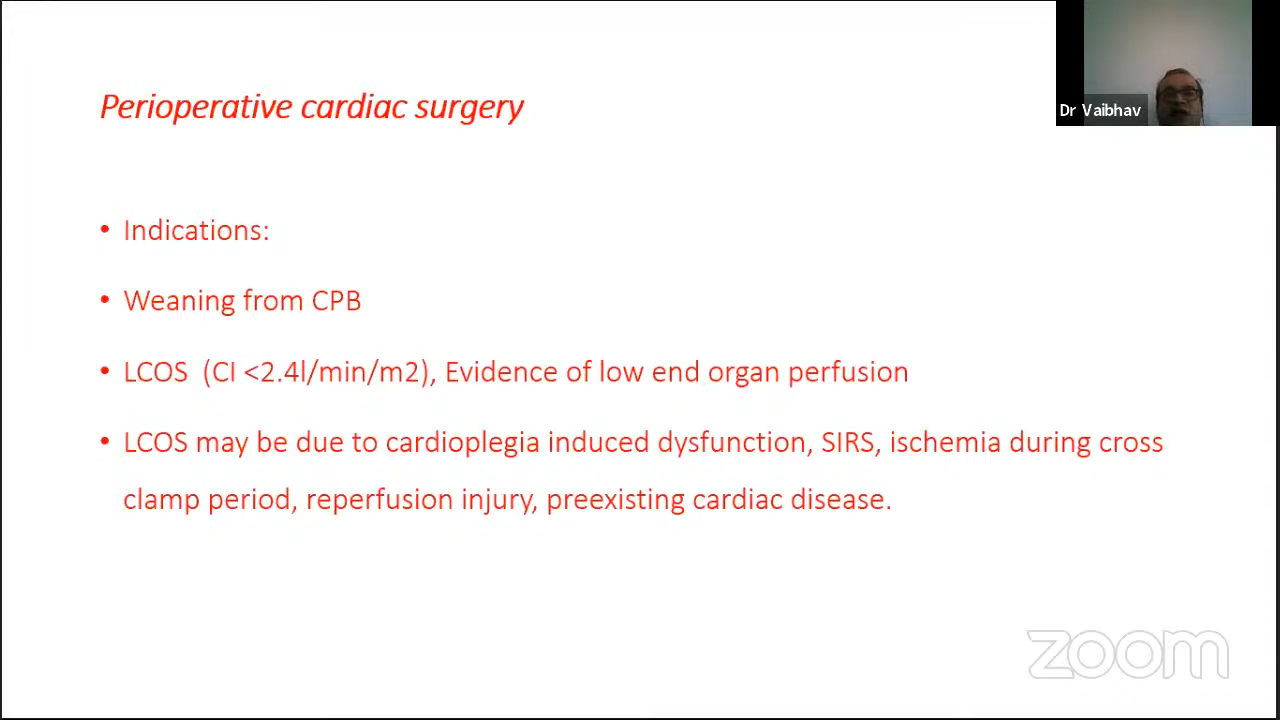 Perioperative cardiac surgery
Dr Vaibhav
• Indications:
• Weaning from CPB
• LCOS  (CI <2.4l/min/m2), Evidence of low end organ perfusion
• LCOS may be due to cardioplegia induced dysfunction, SIRS, ischemia during cross
clamp period, reperfusion injury, preexisting cardiac disease.
zoom